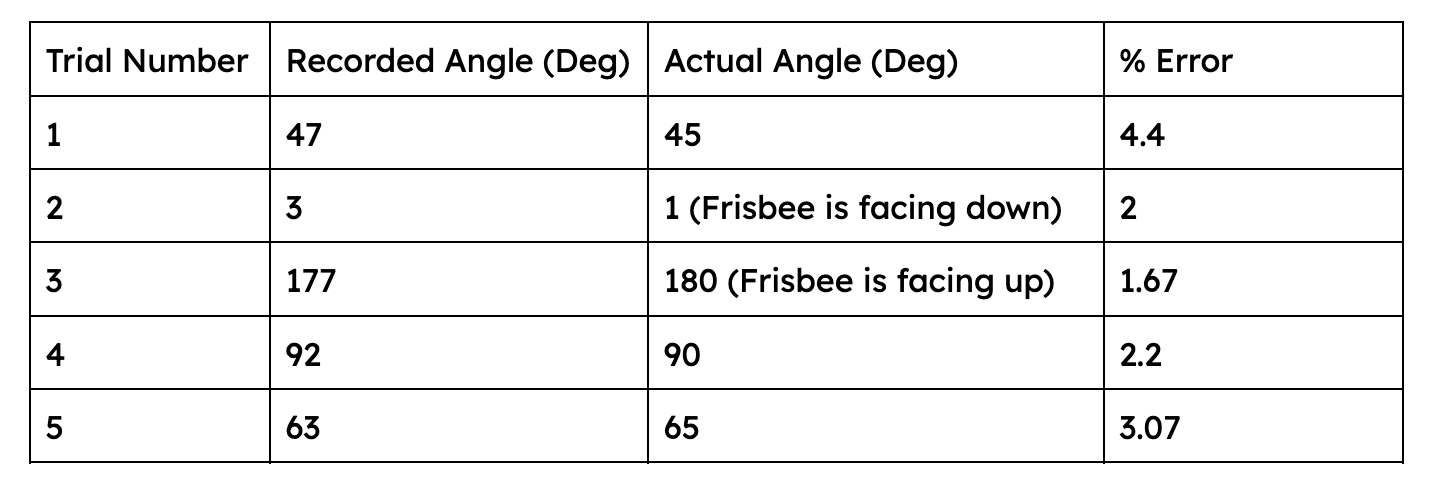 Trial Number Recorded Angle (Deg) Actual Angle (Deg) % Error
1 47 45 4.4
2 3 1 (Frisbee is facing down) 2
3 177 180 (Frisbee is facing up) 1.67
4 92 90 2.2
5 63 65 3.07